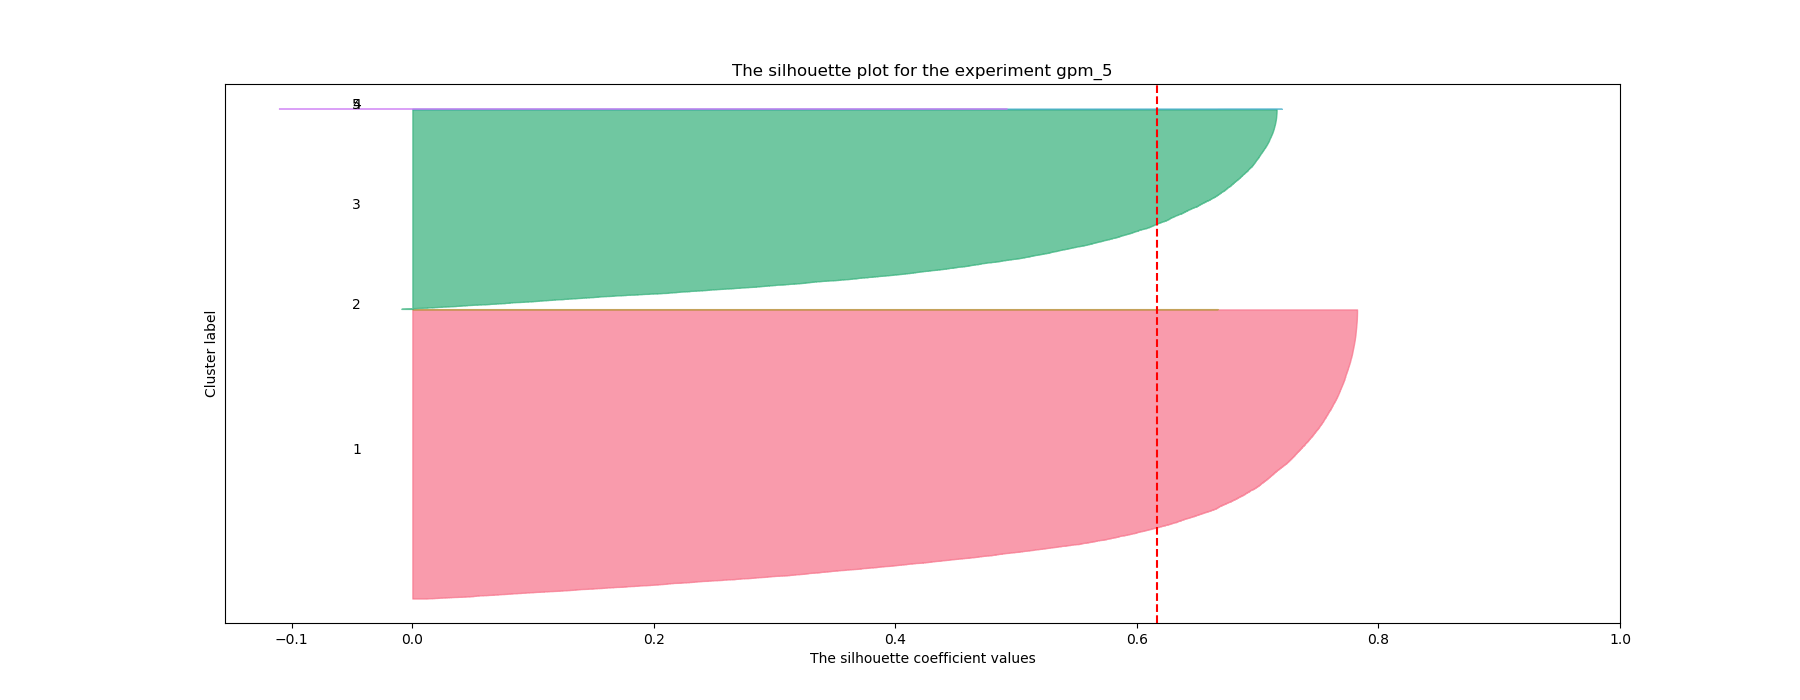 The silhouette plot for the experiment gpm_5
3
2
1
Cluster label
−0.1 0.0 0.2 0.4 0.6 0.8 1.0
The silhouette coefficient values